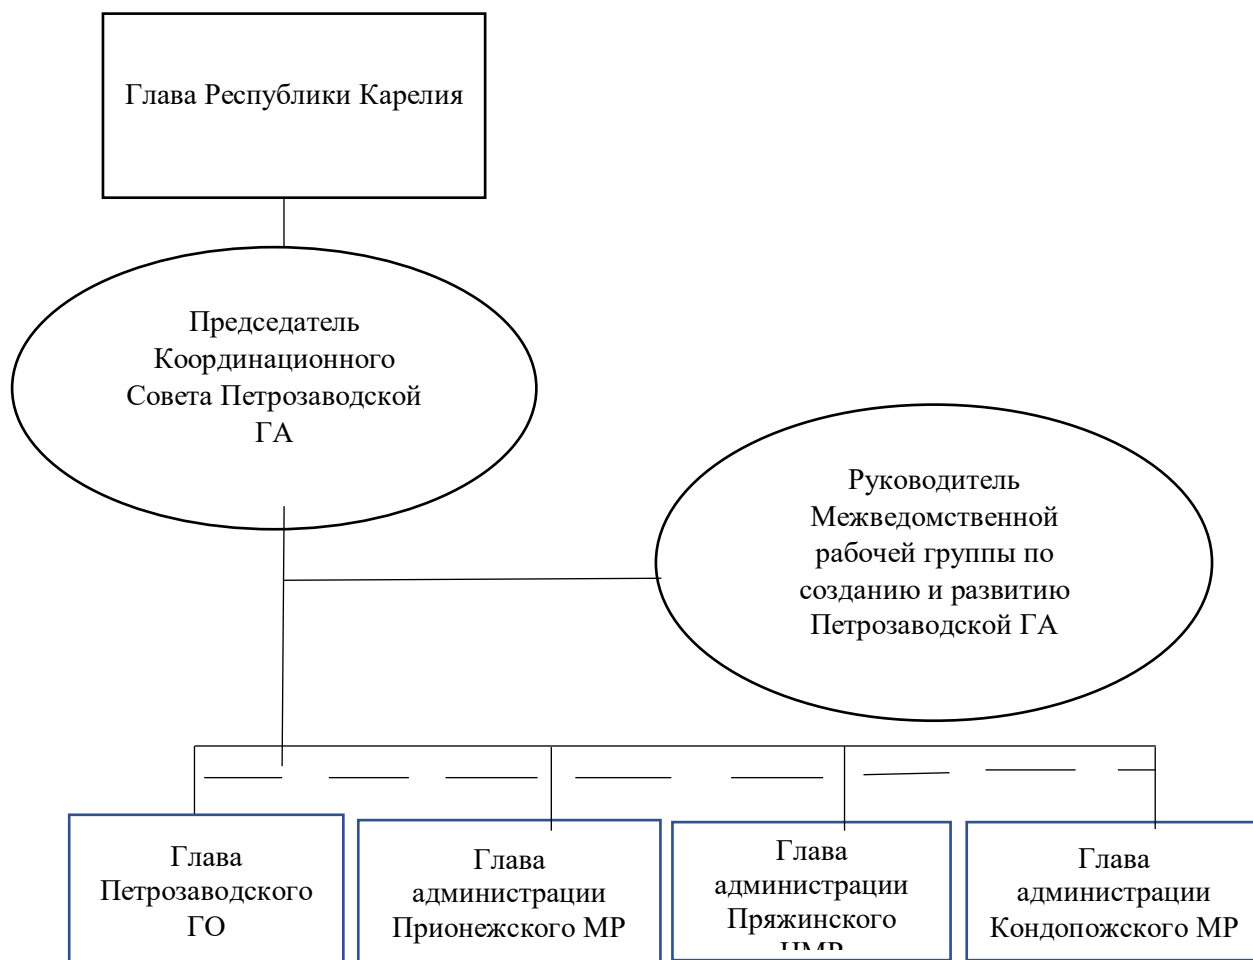 Глава Республики Карелия
Председатель
Координационного
Совета Петрозаводской
ГА
Руководитель
Межведомственной
рабочей группы по
созданию и развитию
Петрозаводской ГА
Глава
Петрозаводского
ГО
Глава
администрации
Прионежского МР
Глава
администрации
Пряжинского
НМР
Глава
администрации
Кондопожского МР